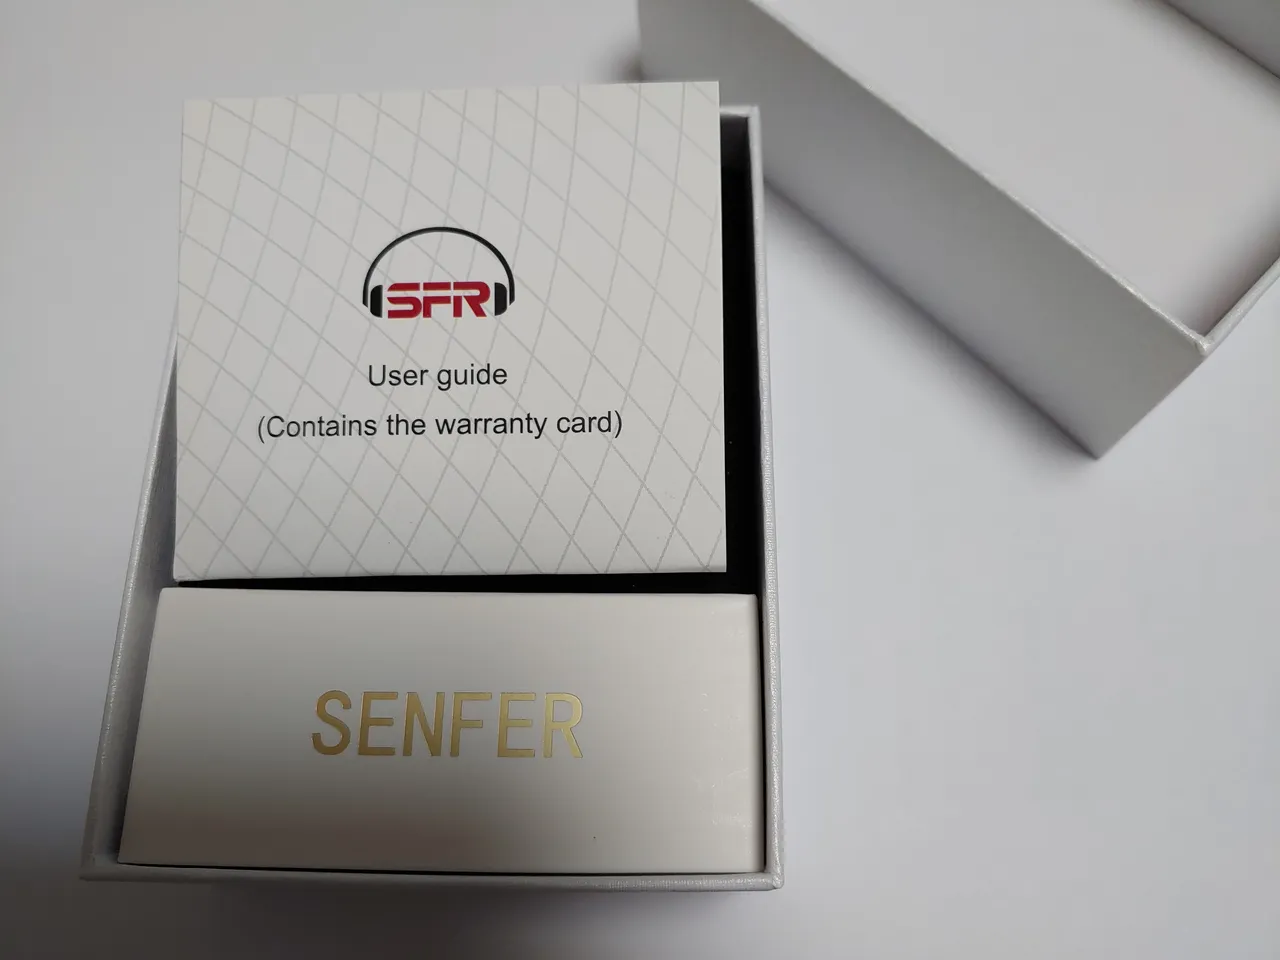 SFR
User guide
(Contains the warranty card)
SENFER